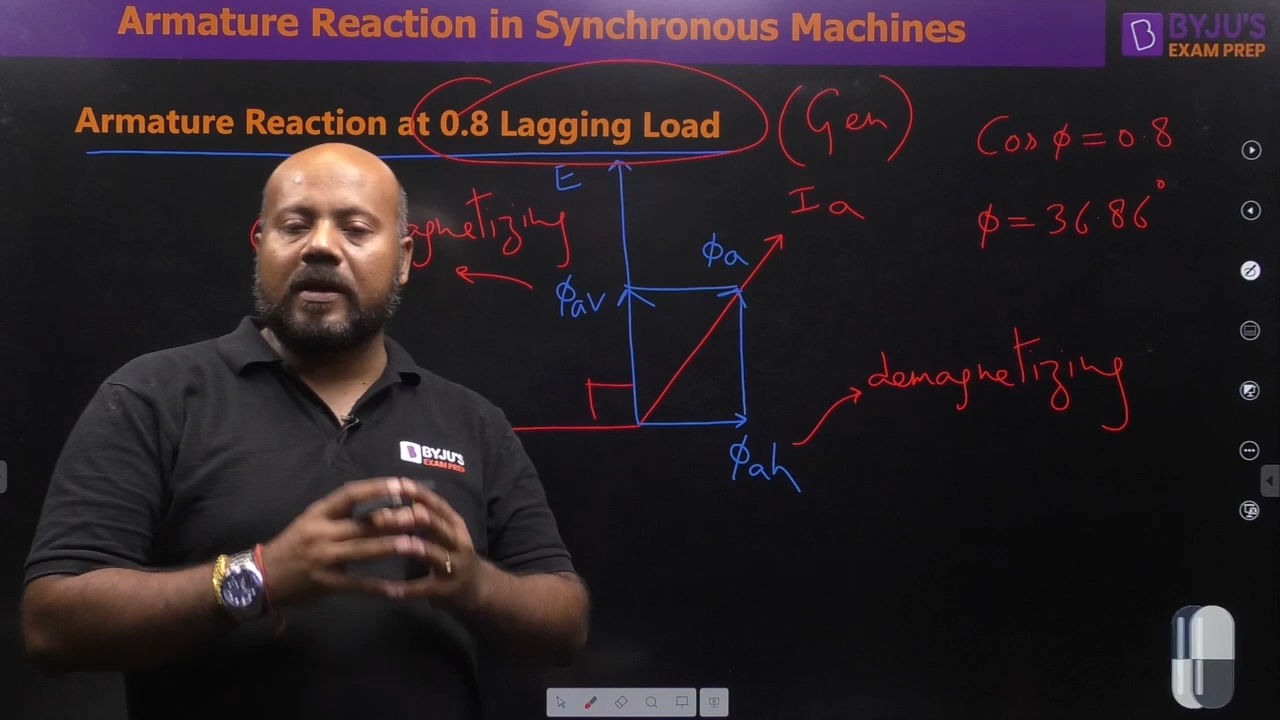 Armature Reaction in Synchronous Machines
BYJU'S
EXAM PREP
Armature Reaction at 0.8 Lagging Load
(Gen)
Cos ϕ = 0.8
ϕ = 36.86°
E
Ia
ϕa
ϕav
demagnetizing
ϕah
BYJU'S
EXAM PREP